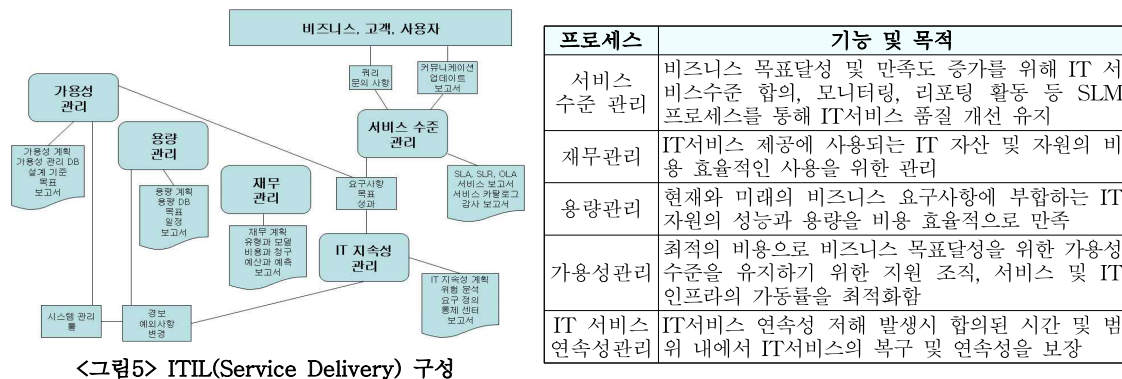 비즈니스, 고객, 사용자
쿼리
문의 사항
커뮤니케이션
업데이트
보고서
가용성
관리
가용성 계획
가용성 관리 DB
설계 기준
목표
보고서
용량
관리
용량 계획
용량 DB
목표
일정
보고서
서비스 수준
관리
SLA, SLR, OLA
서비스 보고서
서비스 카탈로그
감사 보고서
재무
관리
재무 계획
유형과 모델
비용과 청구
예산과 예측
보고서
요구사항
목표
성과
IT 지속성
관리
IT 지속성 계획
위험 분석
요구 정의
통제 센터
보고서
시스템 관리
툴
경보
예외사항
변경
<그림5> ITIL(Service Delivery) 구성
프로세스 기능 및 목적
서비스
수준 관리
비즈니스 목표달성 및 만족도 증가를 위해 IT 서
비스수준 합의, 모니터링, 리포팅 활동 등 SLM
프로세스를 통해 IT서비스 품질 개선 유지
재무관리
IT서비스 제공에 사용되는 IT 자산 및 자원의 비
용 효율적인 사용을 위한 관리
용량관리
현재와 미래의 비즈니스 요구사항에 부합하는 IT
자원의 성능과 용량을 비용 효율적으로 만족
가용성관리
최적의 비용으로 비즈니스 목표달성을 위한 가용성
수준을 유지하기 위한 지원 조직, 서비스 및 IT
인프라의 가동률을 최적화함
IT 서비스
연속성관리
IT서비스 연속성 저해 발생시 합의된 시간 및 범
위 내에서 IT서비스의 복구 및 연속성을 보장